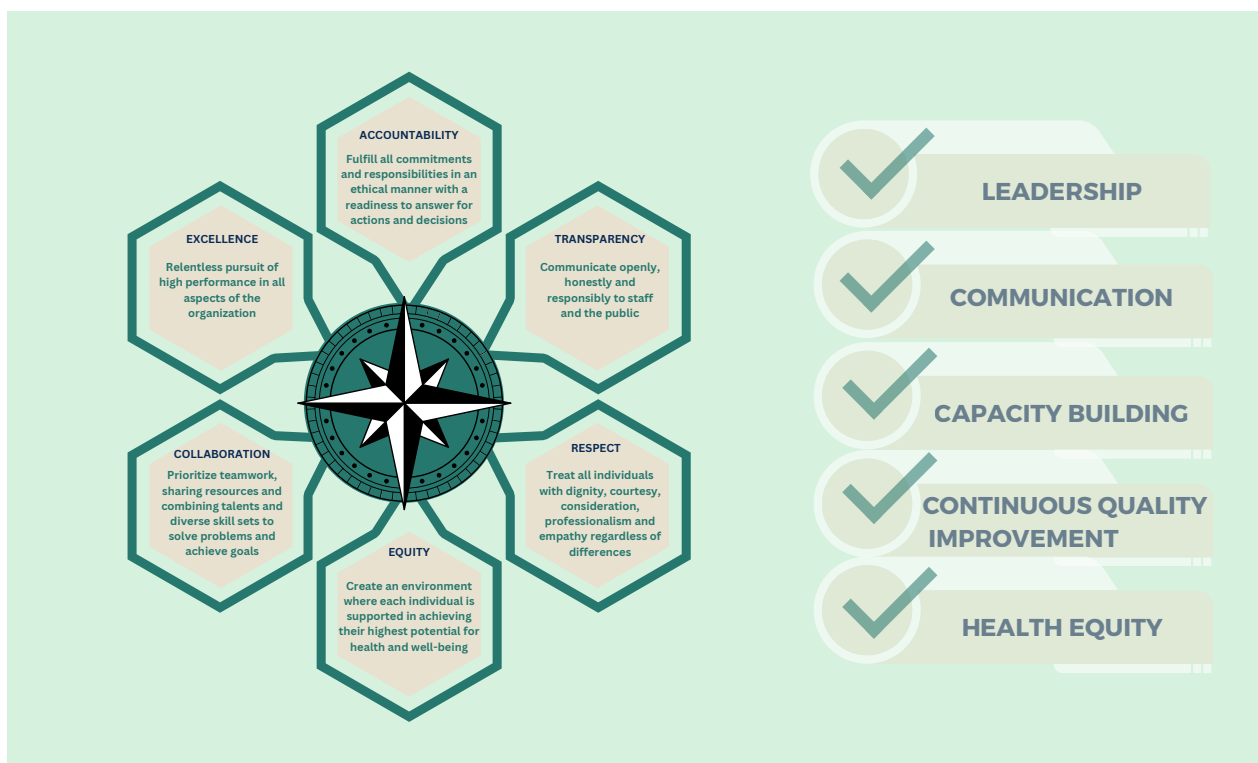 ACCOUNTABILITY
Fulfill all commitments
and responsibilities in an
ethical manner with a
readiness to answer for
actions and decisions
EXCELLENCE
Relentless pursuit of
high performance in all
aspects of the
organization
TRANSPARENCY
Communicate openly,
honestly and
responsibly to staff
and the public
COLLABORATION
Prioritize teamwork,
sharing resources and
combining talents and
diverse skill sets to
solve problems and
achieve goals
RESPECT
Treat all individuals
with dignity, courtesy,
consideration,
professionalism and
empathy regardless of
differences
EQUITY
Create an environment
where each individual is
supported in achieving
their highest potential for
health and well-being
LEADERSHIP
COMMUNICATION
CAPACITY BUILDING
CONTINUOUS QUALITY
IMPROVEMENT
HEALTH EQUITY